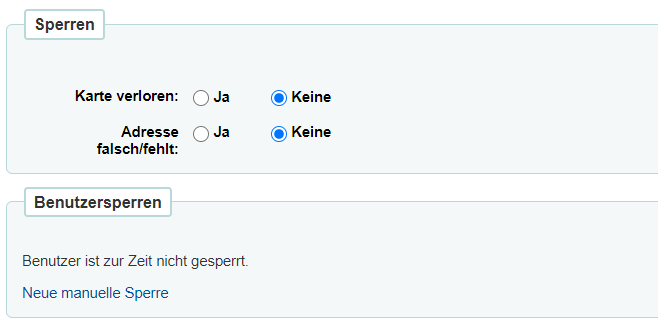 Sperren
Karte verloren: Ja Keine
Adresse Ja Keine
falsch/fehlt:
Benutzersperren
Benutzer ist zur Zeit nicht gesperrt.
Neue manuelle Sperre